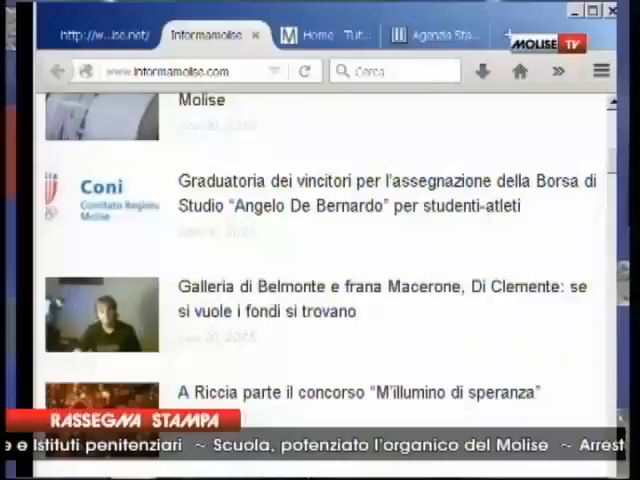 http://w...ise.net/
Informamolise
Home - Tut...
Agenzia Sta...
MOLISE TV
www.informamolise.com
Cerca
Molise
Coni
Comitato Regiona
Molise
Graduatoria dei vincitori per l'assegnazione della Borsa di
Studio "Angelo De Bernardo" per studenti-atleti
Galleria di Belmonte e frana Macerone, Di Clemente: se
si vuole i fondi si trovano
A Riccia parte il concorso "M'illumino di speranza"
RASSEGNA STAMPA
e e Istituti penitenziari ~ Scuola, potenziato l'organico del Molise ~ Arrest